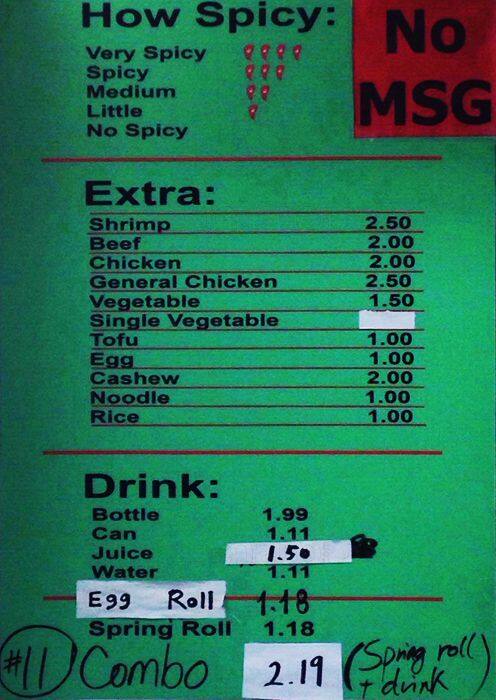 How Spicy:
No
MSG
Very Spicy
Spicy
Medium
Little
No Spicy
Extra:
Shrimp 2.50
Beef 2.00
Chicken 2.00
General Chicken 2.50
Vegetable 1.50
Single Vegetable
Tofu 1.00
Egg 1.00
Cashew 2.00
Noodle 1.00
Rice 1.00
Drink:
Bottle 1.99
Can 1.11
Juice 1.50
Water 1.11
Egg Roll 1.18
Spring Roll 1.18
#11 Combo 2.19 (Spring roll
+ drink)